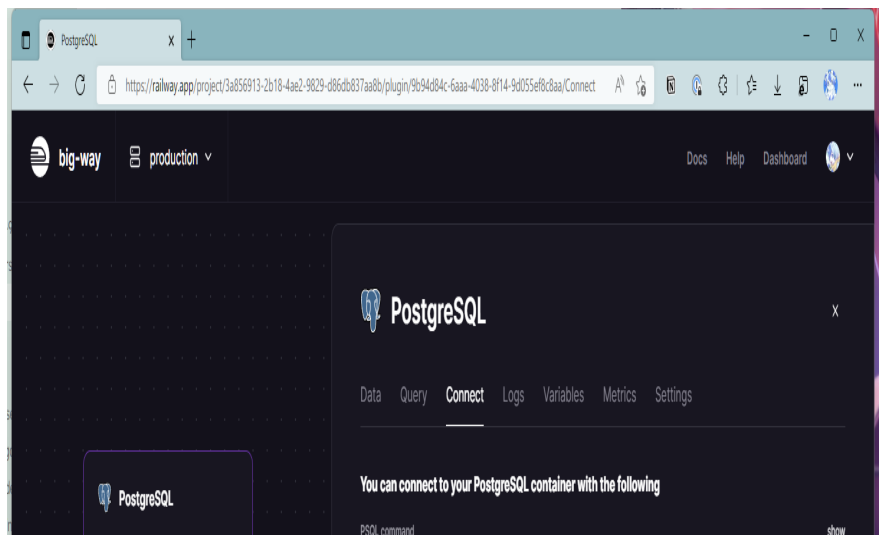 PostgreSQL
https://railway.app/project/3a856913-2b18-4ae2-9829-d86db837aa8b/plugin/9b94d84c-6aaa-4038-8f14-9d055ef8c8aa/Connect
big-way production Docs Help Dashboard
PostgreSQL
Data Query Connect Logs Variables Metrics Settings
You can connect to your PostgreSQL container with the following
PostgreSQL
PSQL command show